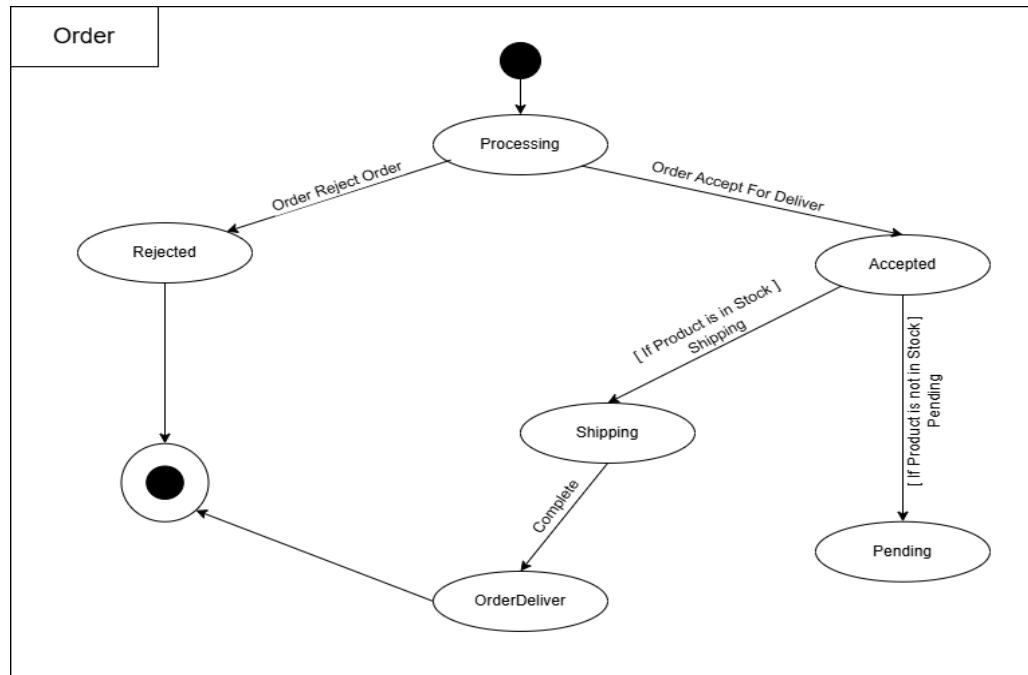 Order
Processing
Order Reject Order
Order Accept For Deliver
Rejected
Accepted
[ If Product is in Stock ]
Shipping
[ If Product is not in Stock]
Pending
Shipping
Complete
Pending
OrderDeliver